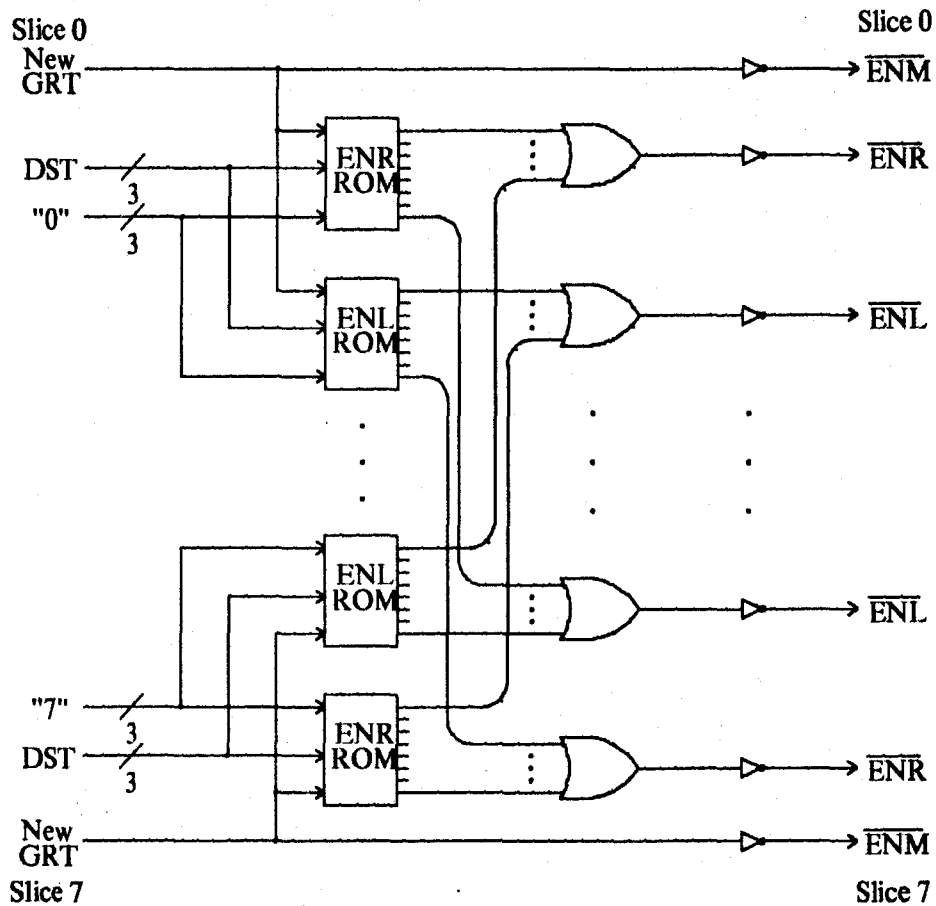 Slice 0
Slice 0
New
GRT
ENM
ENR
ROM
ENR
DST
3
"0"
3
ENL
ROM
ENL
ENL
ROM
ENL
"7"
3
ENR
ROM
DST
3
ENR
New
GRT
ENM
Slice 7
Slice 7